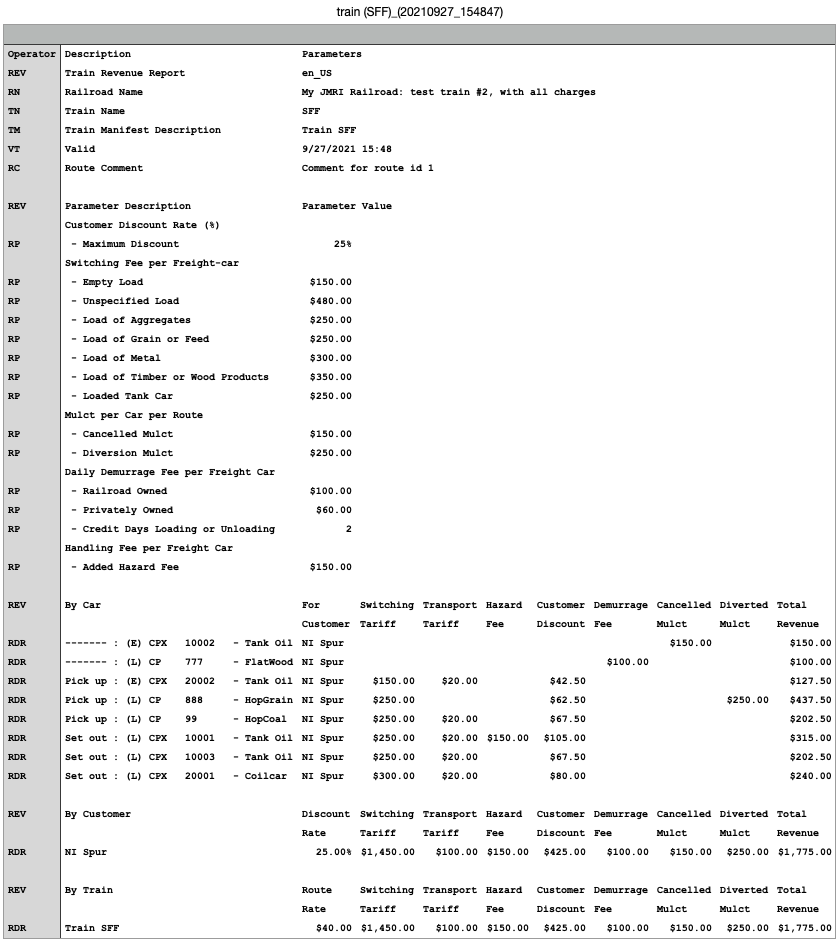 train (SFF)_(20210927_154847)
Operator Description Parameters
REV Train Revenue Report en_US
RN Railroad Name My JMRI Railroad: test train #2, with all charges
TN Train Name SFF
TM Train Manifest Description Train SFF
VT Valid 9/27/2021 15:48
RC Route Comment Comment for route id 1
REV Parameter Description Parameter Value
Customer Discount Rate (%)
RP - Maximum Discount 25%
Switching Fee per Freight-car
RP - Empty Load $150.00
RP - Unspecified Load $480.00
RP - Load of Aggregates $250.00
RP - Load of Grain or Feed $250.00
RP - Load of Metal $300.00
RP - Load of Timber or Wood Products $350.00
RP - Loaded Tank Car $250.00
Mulct per Car per Route
RP - Cancelled Mulct $150.00
RP - Diversion Mulct $250.00
Daily Demurrage Fee per Freight Car
RP - Railroad Owned $100.00
RP - Privately Owned $60.00
RP - Credit Days Loading or Unloading 2
Handling Fee per Freight Car
RP - Added Hazard Fee $150.00
REV By Car For Switching Transport Hazard Customer Demurrage Cancelled Diverted Total
Customer Tariff Tariff Fee Discount Fee Mulct Mulct Revenue
RDR ------- : (E) CPX 10002 - Tank Oil NI Spur $150.00 $150.00
RDR ------- : (L) CP 777 - FlatWood NI Spur $100.00 $100.00
RDR Pick up : (E) CPX 20002 - Tank Oil NI Spur $150.00 $20.00 $42.50 $127.50
RDR Pick up : (L) CP 888 - HopGrain NI Spur $250.00 $62.50 $250.00 $437.50
RDR Pick up : (L) CP 99 - HopCoal NI Spur $250.00 $20.00 $67.50 $202.50
RDR Set out : (L) CPX 10001 - Tank Oil NI Spur $250.00 $20.00 $150.00 $105.00 $315.00
RDR Set out : (L) CPX 10003 - Tank Oil NI Spur $250.00 $20.00 $67.50 $202.50
RDR Set out : (L) CPX 20001 - Coilcar NI Spur $300.00 $20.00 $80.00 $240.00
REV By Customer Discount Switching Transport Hazard Customer Demurrage Cancelled Diverted Total
Rate Tariff Tariff Fee Discount Fee Mulct Mulct Revenue
RDR NI Spur 25.00% $1,450.00 $100.00 $150.00 $425.00 $100.00 $150.00 $250.00 $1,775.00
REV By Train Route Switching Transport Hazard Customer Demurrage Cancelled Diverted Total
Rate Tariff Tariff Fee Discount Fee Mulct Mulct Revenue
RDR Train SFF $40.00 $1,450.00 $100.00 $150.00 $425.00 $100.00 $150.00 $250.00 $1,775.00